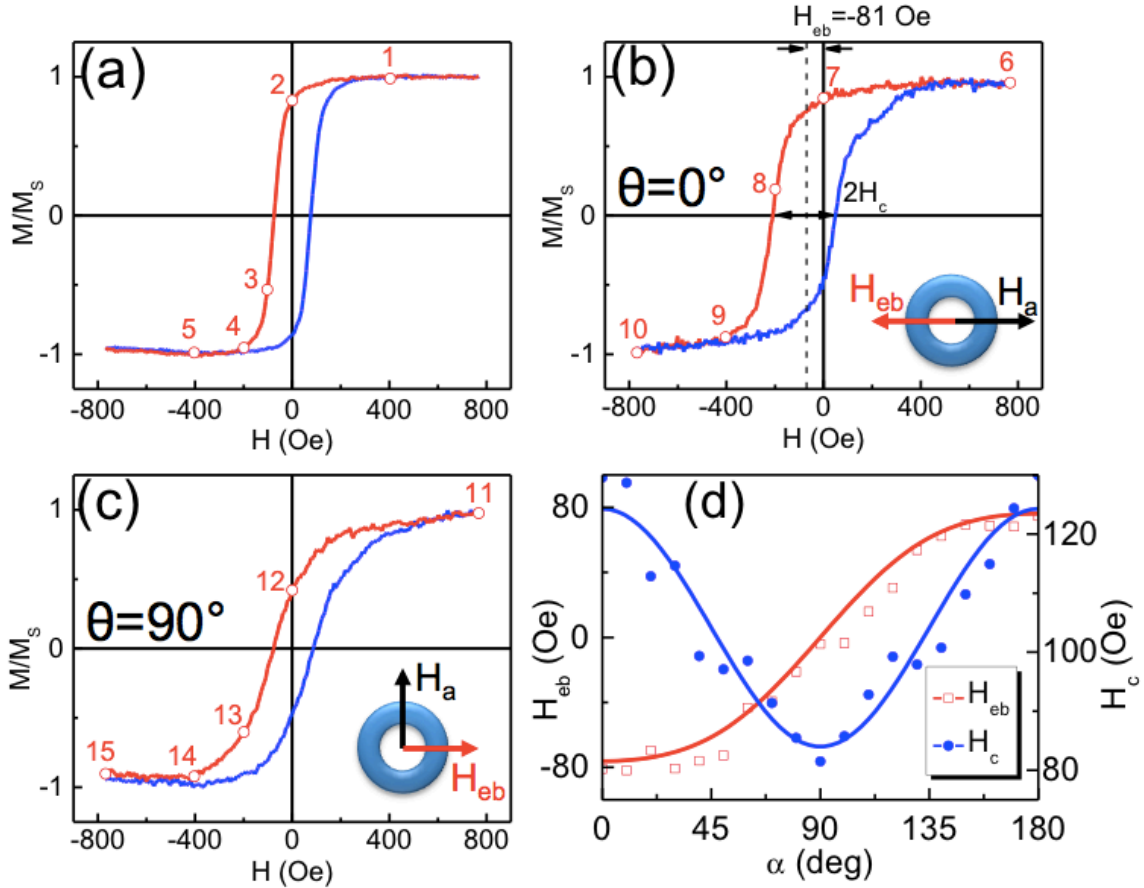 (a)
1
2
3
4
5
1
0
-1
M/M_S
-800 -400 0 400 800
H (Oe)
H_eb=-81 Oe
(b)
6
7
8
9
10
θ=0°
2H_c
H_eb
H_a
1
0
-1
M/M_S
-800 -400 0 400 800
H (Oe)
(c)
11
12
13
14
15
θ=90°
H_a
H_eb
1
0
-1
M/M_S
-800 -400 0 400 800
H (Oe)
(d)
80
0
-80
H_eb (Oe)
120
100
80
H_c (Oe)
H_eb
H_c
0 45 90 135 180
α (deg)